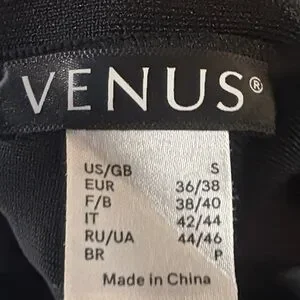 VENUS®
US/GB S
EUR 36/38
F/B 38/40
IT 42/44
RU/UA 44/46
BR P
Made in China